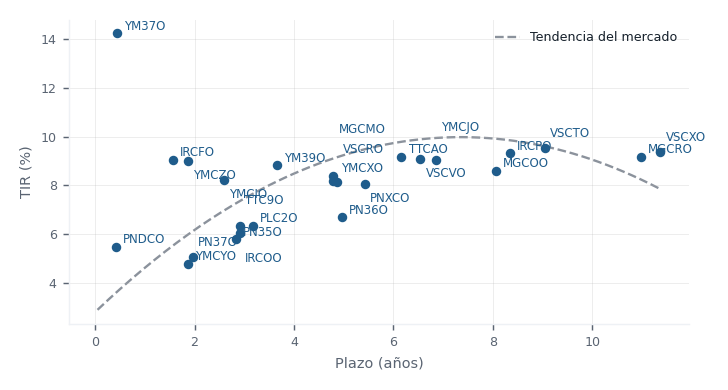 YM37O
Tendencia del mercado
MGCMO
YMCJO
VSCTO
VSCXO
IRCFO
YM39O
VSCRO
TTCAO
IRCPO
MGCRO
YMCZO
YMCXO
VSCVO
MGCOO
YMCIO
TTC9O
PNXCO
PN36O
PLC2O
PNDCO
PN37O
PN35O
YMCYO
IRCOO
14
12
10
8
6
4
0
2
4
6
8
10
TIR (%)
Plazo (años)